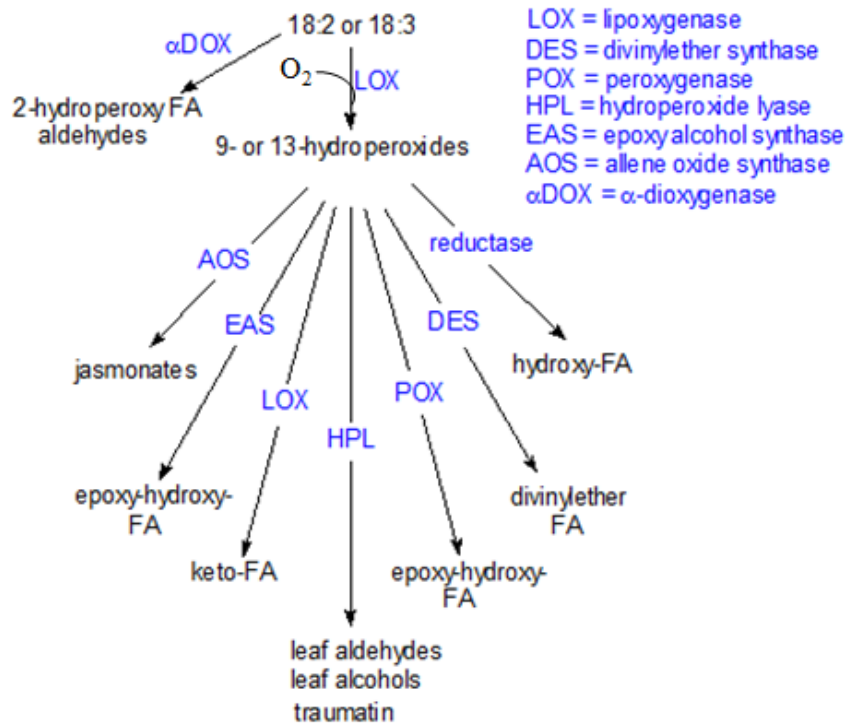 18:2 or 18:3
αDOX
O2
LOX
2-hydroperoxy FA
aldehydes
9- or 13-hydroperoxides
LOX = lipoxygenase
DES = divinylether synthase
POX = peroxygenase
HPL = hydroperoxide lyase
EAS = epoxy alcohol synthase
AOS = allene oxide synthase
αDOX = α-dioxygenase
AOS
reductase
EAS
DES
jasmonates
hydroxy-FA
LOX
POX
HPL
epoxy-hydroxy-
FA
divinylether
FA
keto-FA
epoxy-hydroxy-
FA
leaf aldehydes
leaf alcohols
traumatin